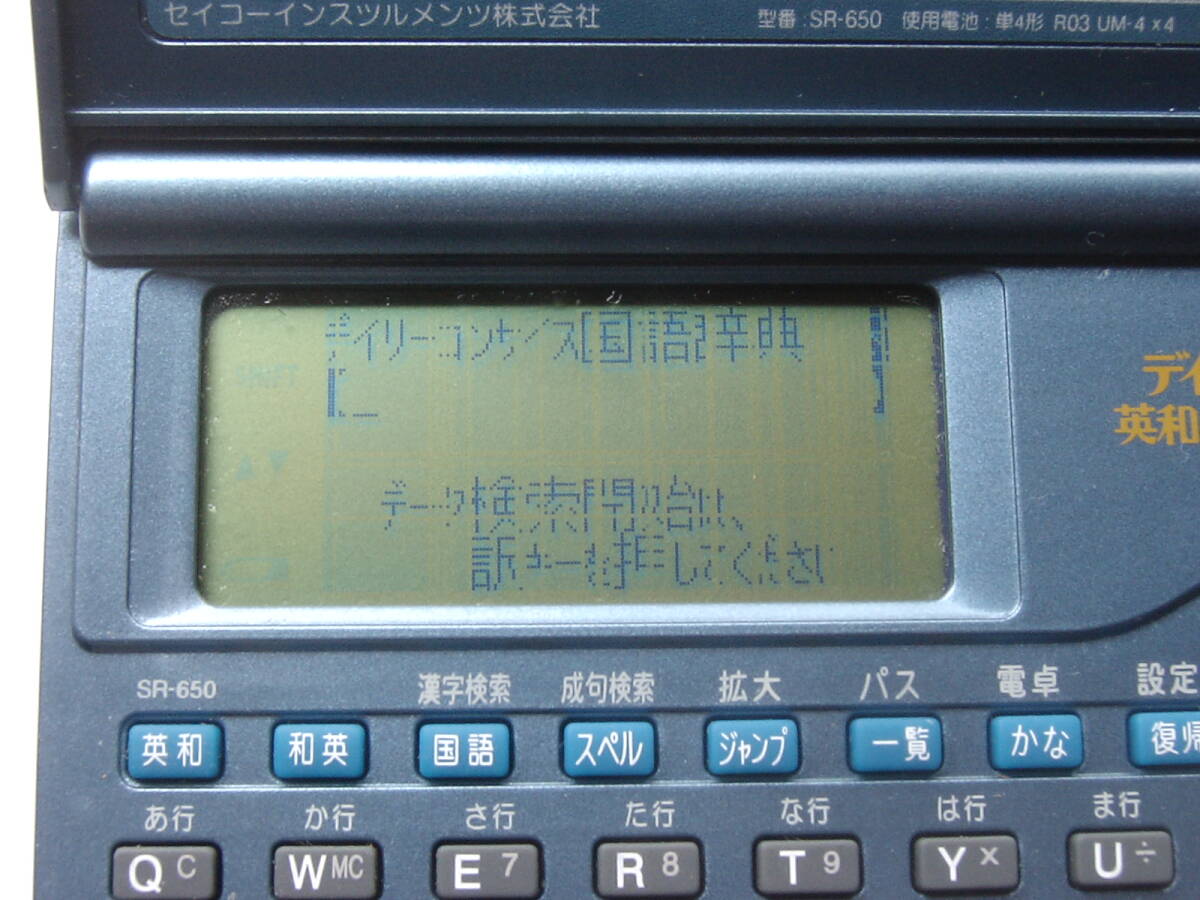 セイコーインスツルメンツ株式会社
型番:SR-650 使用電池:単4形 R03 UM-4 x4
デイリーコンサイス[国語]辞典
[_ ]
データ検索開始は、
訳キーを押してください
デイ
英和
SR-650 漢字検索 成句検索 拡大 パス 電卓 設定
英和 和英 国語 スペル ジャンプ 一覧 かな 復帰
あ行 か行 さ行 た行 な行 は行 ま行
Q C W MC E 7 R 8 T 9 Y × U ÷